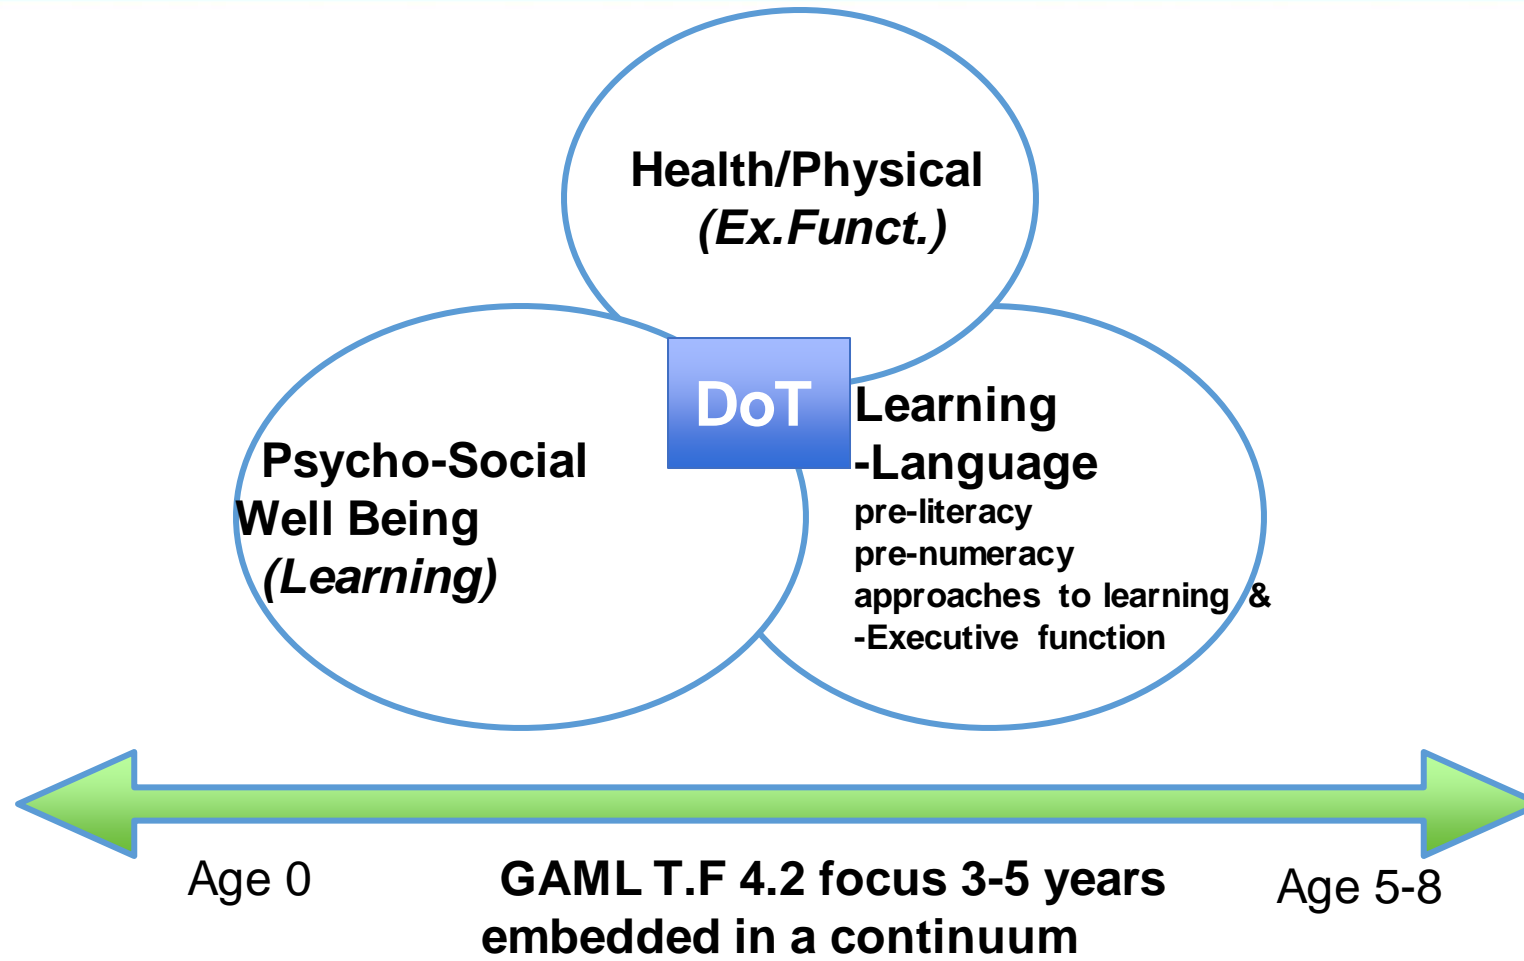 Health/Physical
(Ex.Funct.)
DoT
Psycho-Social
Well Being
(Learning)
Learning
-Language
pre-literacy
pre-numeracy
approaches to learning &
-Executive function
Age 0
GAML T.F 4.2 focus 3-5 years
embedded in a continuum
Age 5-8